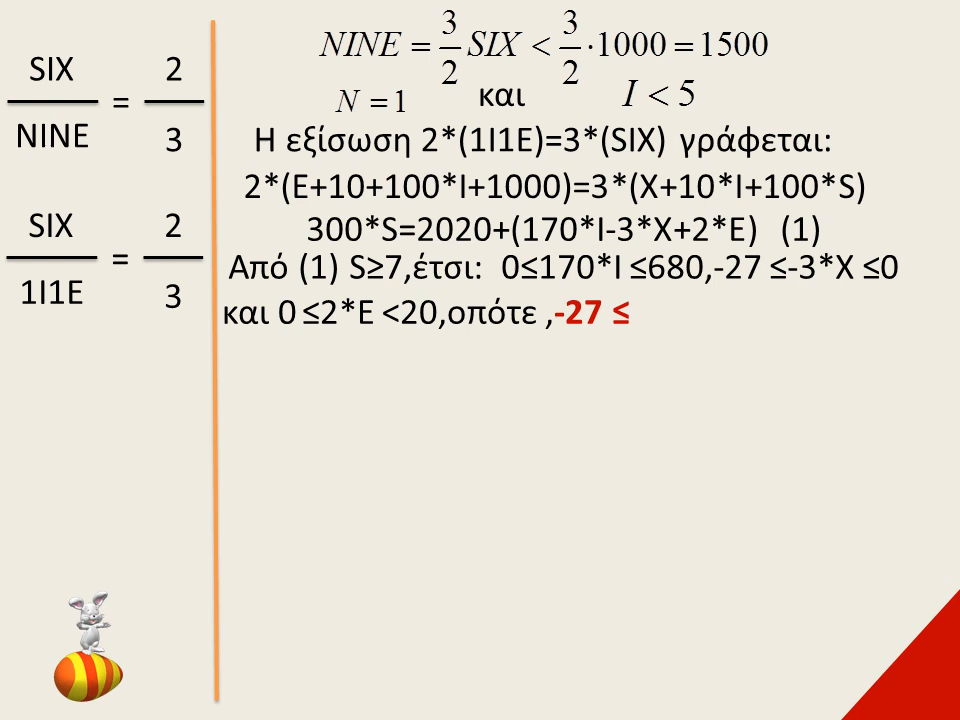 SIX
2
=
NINE
3
SIX
2
=
1I1E
3
NINE = 3/2 SIX < 3/2 ·1000 = 1500
N = 1 και I < 5
Η εξίσωση 2*(1I1E)=3*(SIX) γράφεται:
2*(E+10+100*I+1000)=3*(X+10*I+100*S)
300*S=2020+(170*I-3*X+2*E) (1)
Από (1) S≥7,έτσι: 0≤170*I ≤680,-27 ≤-3*X ≤0
και 0 ≤2*E <20,οπότε ,-27 ≤